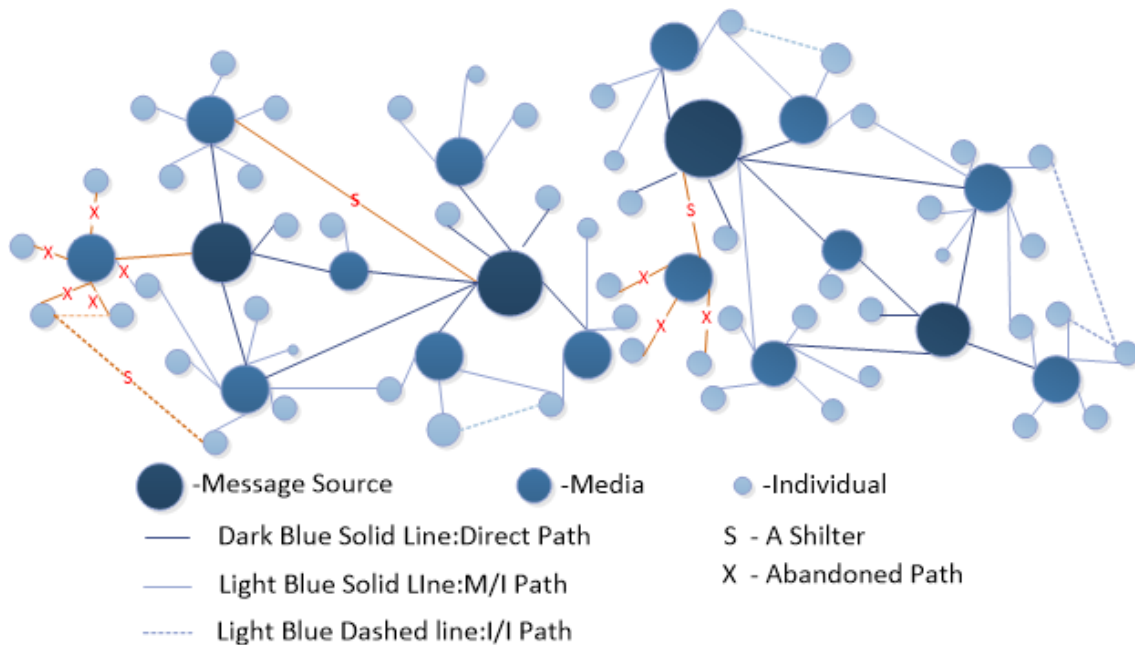 S
S
X
X
X
X
X
X
X
X
S
-Message Source
-Media
-Individual
Dark Blue Solid Line:Direct Path
S - A Shilter
Light Blue Solid LIne:M/I Path
X - Abandoned Path
Light Blue Dashed line:I/I Path